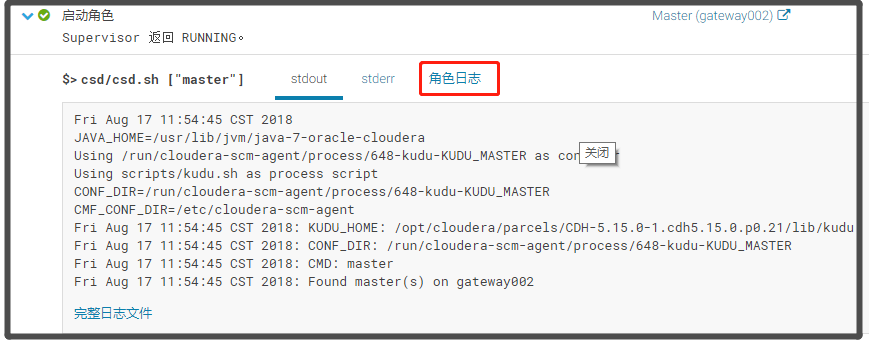 启动角色
Master (gateway002)
Supervisor 返回 RUNNING。
$> csd/csd.sh ["master"] stdout stderr 角色日志
Fri Aug 17 11:54:45 CST 2018
JAVA_HOME=/usr/lib/jvm/java-7-oracle-cloudera
Using /run/cloudera-scm-agent/process/648-kudu-KUDU_MASTER as con
关闭
Using scripts/kudu.sh as process script
CONF_DIR=/run/cloudera-scm-agent/process/648-kudu-KUDU_MASTER
CMF_CONF_DIR=/etc/cloudera-scm-agent
Fri Aug 17 11:54:45 CST 2018: KUDU_HOME: /opt/cloudera/parcels/CDH-5.15.0-1.cdh5.15.0.p0.21/lib/kudu
Fri Aug 17 11:54:45 CST 2018: CONF_DIR: /run/cloudera-scm-agent/process/648-kudu-KUDU_MASTER
Fri Aug 17 11:54:45 CST 2018: CMD: master
Fri Aug 17 11:54:45 CST 2018: Found master(s) on gateway002
完整日志文件